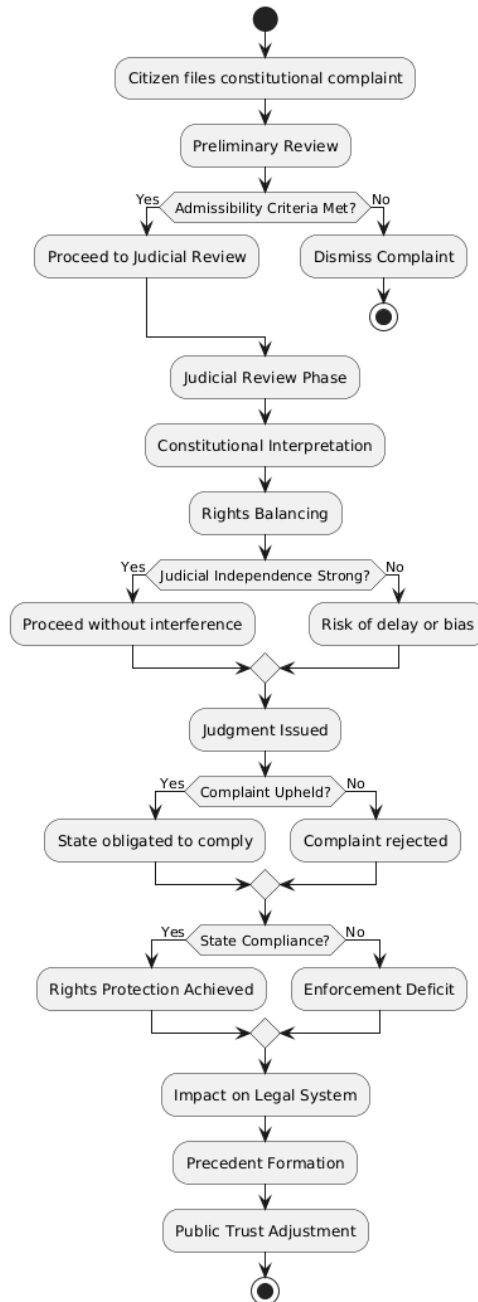 Citizen files constitutional complaint
Preliminary Review
Yes
Admissibility Criteria Met?
No
Proceed to Judicial Review
Dismiss Complaint
Judicial Review Phase
Constitutional Interpretation
Rights Balancing
Yes
Judicial Independence Strong?
No
Proceed without interference
Risk of delay or bias
Judgment Issued
Yes
Complaint Upheld?
No
State obligated to comply
Complaint rejected
Yes
State Compliance?
No
Rights Protection Achieved
Enforcement Deficit
Impact on Legal System
Precedent Formation
Public Trust Adjustment